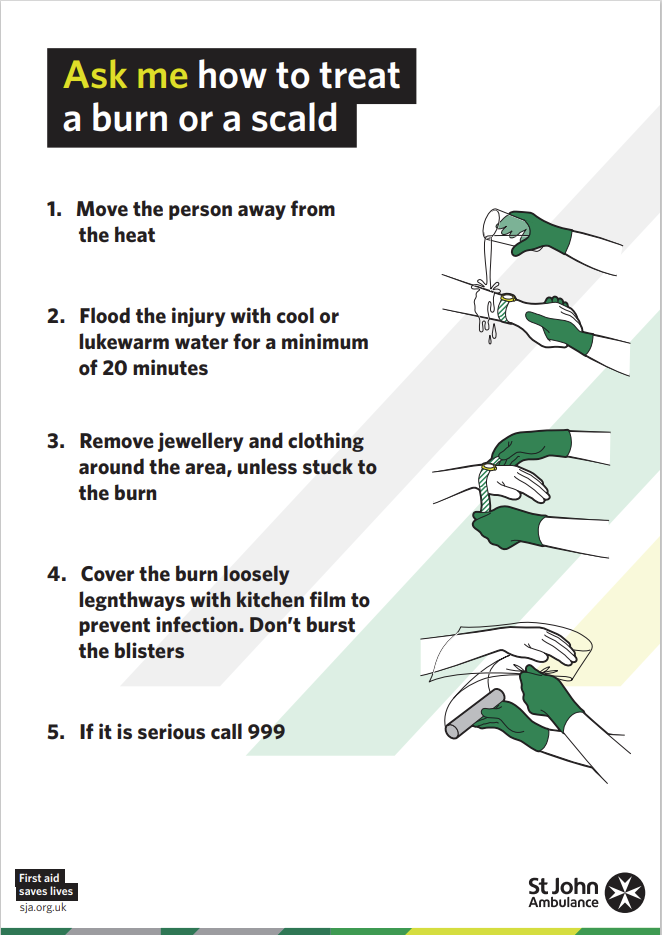 Ask me how to treat
a burn or a scald
1. Move the person away from
the heat
2. Flood the injury with cool or
lukewarm water for a minimum
of 20 minutes
3. Remove jewellery and clothing
around the area, unless stuck to
the burn
4. Cover the burn loosely
legnthways with kitchen film to
prevent infection. Don't burst
the blisters
5. If it is serious call 999
First aid
saves lives
sja.org.uk
St John
Ambulance